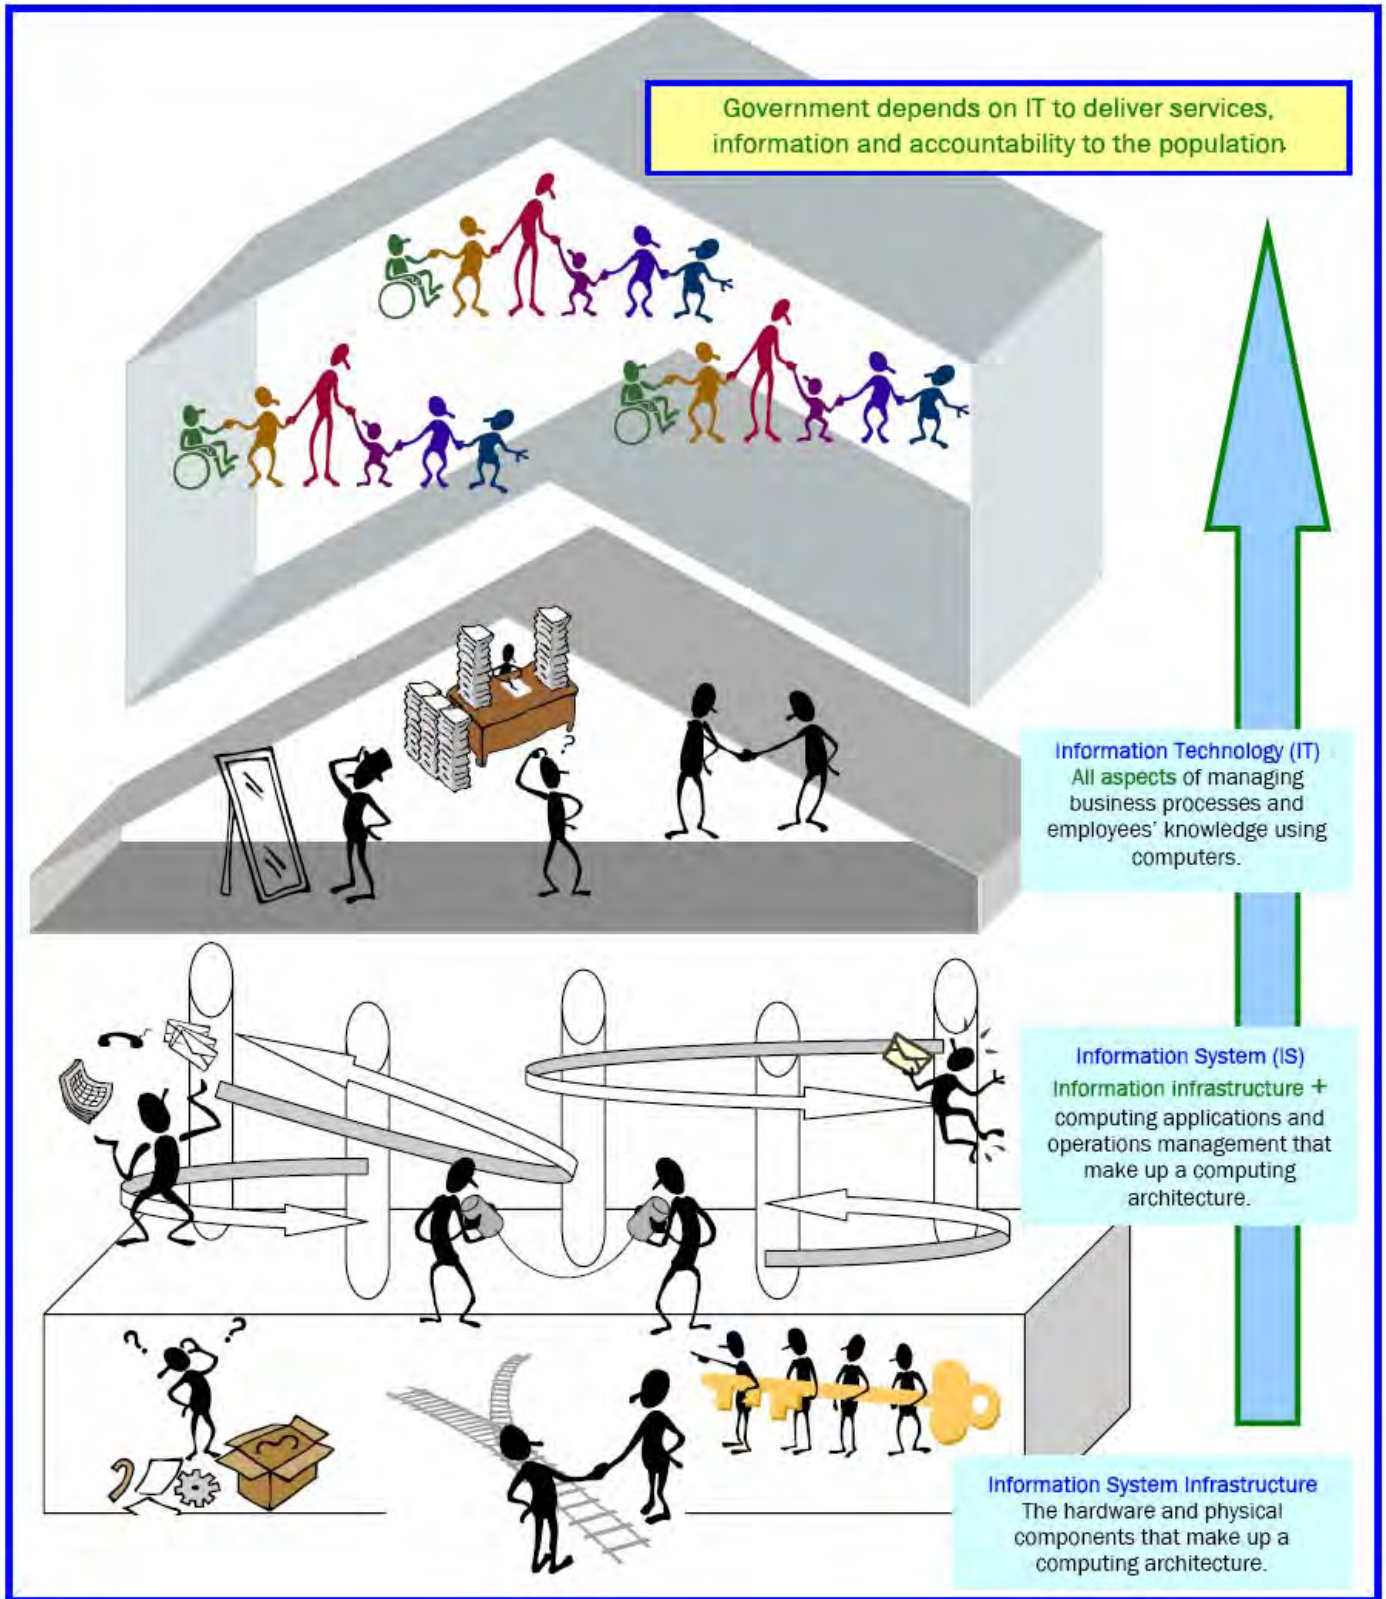 Government depends on IT to deliver services,
information and accountability to the population.
?
Information Technology (IT)
All aspects of managing
business processes and
employees' knowledge using
computers.
Information System (IS)
Information infrastructure +
computing applications and
operations management that
make up a computing
architecture.
? ?
Information System Infrastructure
The hardware and physical
components that make up a
computing architecture.